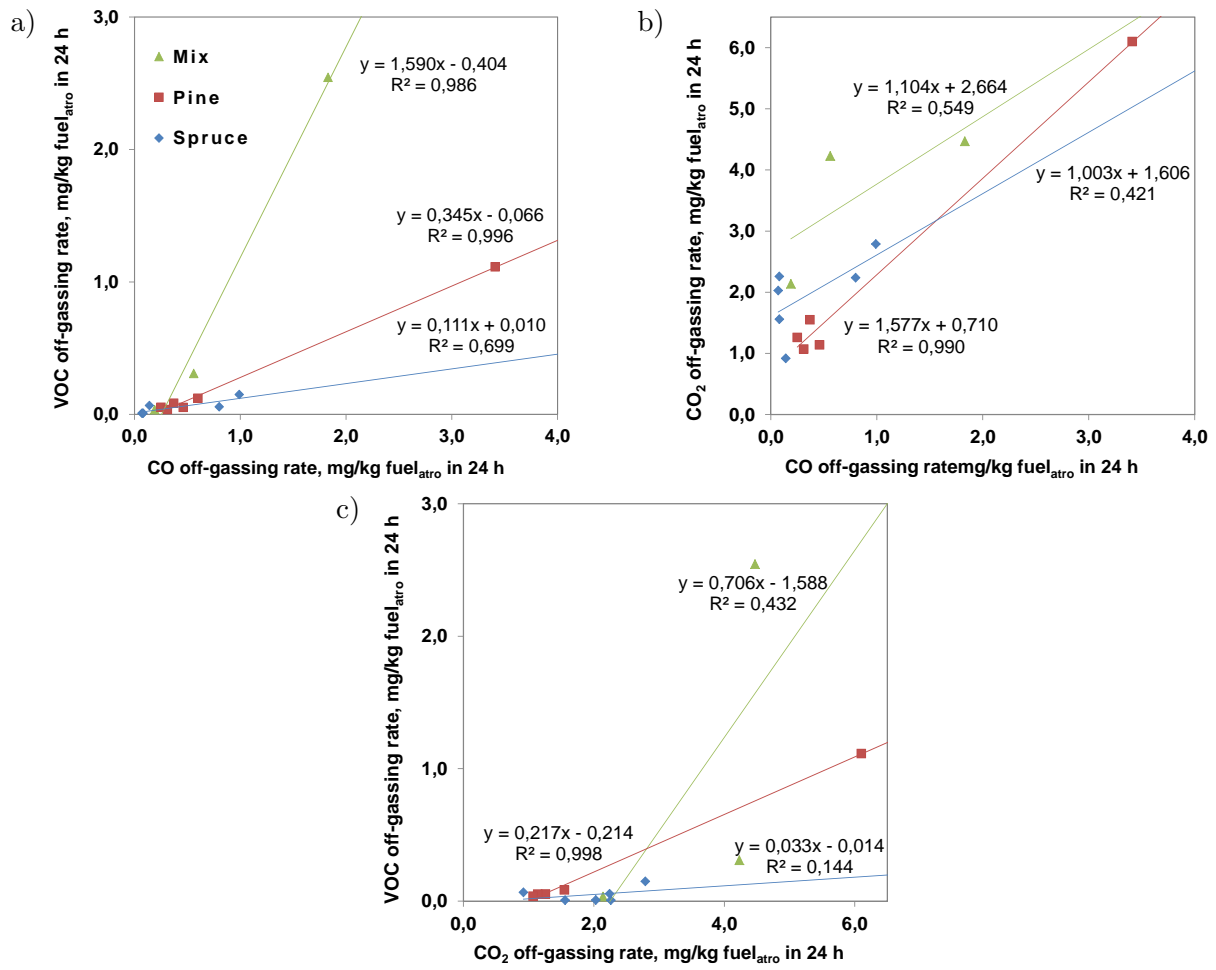 a)
VOC off-gassing rate, mg/kg fuel_atro in 24 h
3,0
2,0
1,0
0,0
Mix
Pine
Spruce
y = 1,590x - 0,404
R² = 0,986
y = 0,345x - 0,066
R² = 0,996
y = 0,111x + 0,010
R² = 0,699
0,0 1,0 2,0 3,0 4,0
CO off-gassing rate, mg/kg fuel_atro in 24 h
b)
CO₂ off-gassing rate, mg/kg fuel_atro in 24 h
6,0
5,0
4,0
3,0
2,0
1,0
0,0
y = 1,104x + 2,664
R² = 0,549
y = 1,003x + 1,606
R² = 0,421
y = 1,577x + 0,710
R² = 0,990
0,0 1,0 2,0 3,0 4,0
CO off-gassing ratemg/kg fuel_atro in 24 h
c)
VOC off-gassing rate, mg/kg fuel_atro in 24 h
3,0
2,0
1,0
0,0
y = 0,706x - 1,588
R² = 0,432
y = 0,217x - 0,214
R² = 0,998
y = 0,033x - 0,014
R² = 0,144
0,0 2,0 4,0 6,0
CO₂ off-gassing rate, mg/kg fuel_atro in 24 h